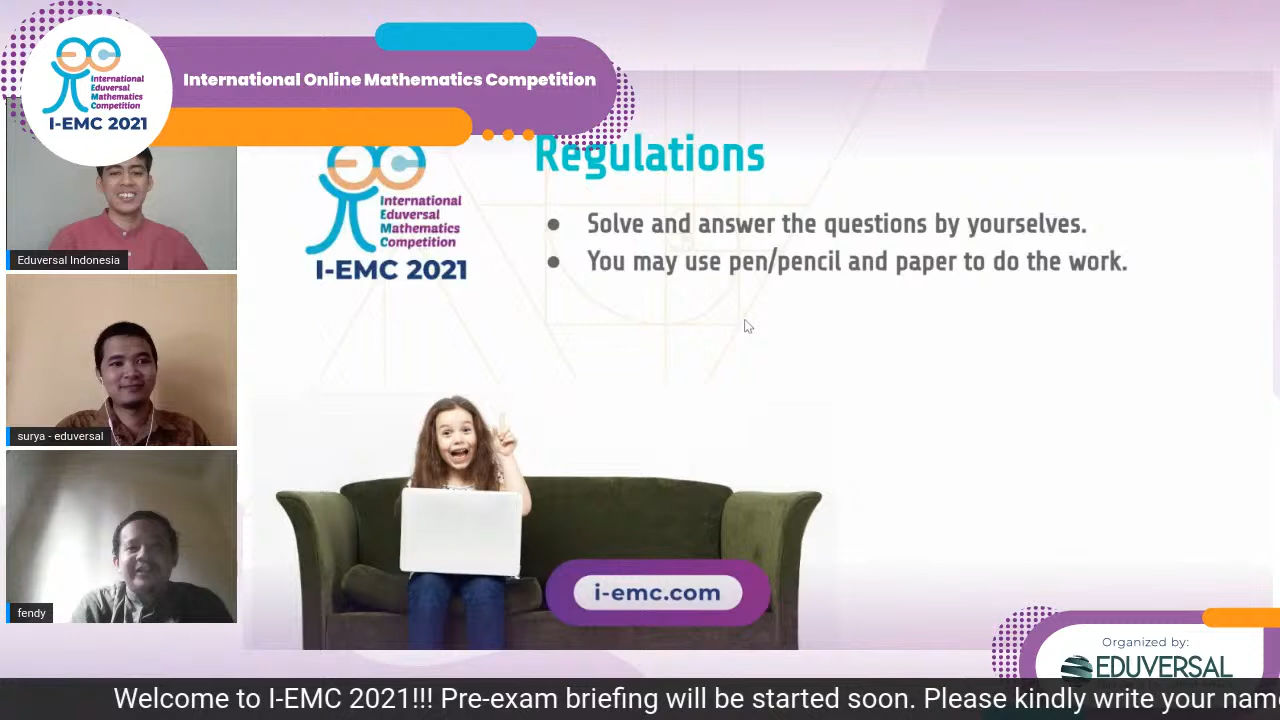 International
Eduversal
Mathematics
Competition
I-EMC 2021
International Online Mathematics Competition
Eduversal Indonesia
surya - eduversal
fendy
International
Eduversal
Mathematics
Competition
I-EMC 2021
Regulations
● Solve and answer the questions by yourselves.
● You may use pen/pencil and paper to do the work.
i-emc.com
Organized by:
EDUVERSAL
Welcome to I-EMC 2021!!! Pre-exam briefing will be started soon. Please kindly write your nam